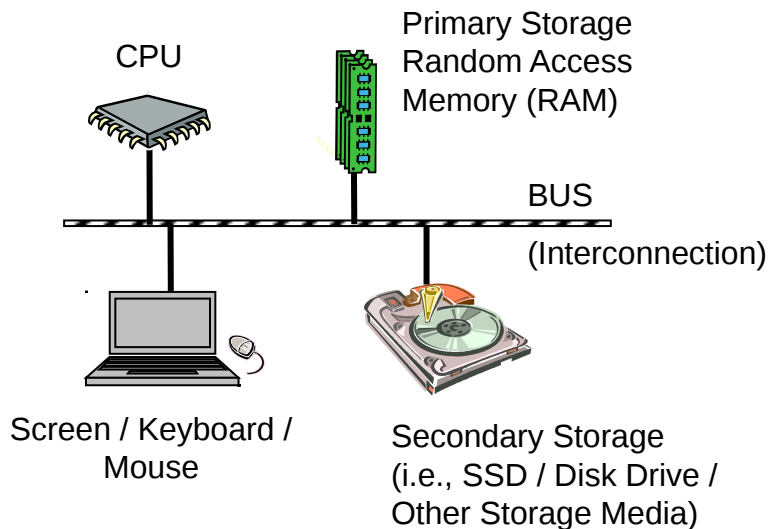 CPU
Primary Storage
Random Access
Memory (RAM)
BUS
(Interconnection)
Screen / Keyboard /
Mouse
Secondary Storage
(i.e., SSD / Disk Drive /
Other Storage Media)